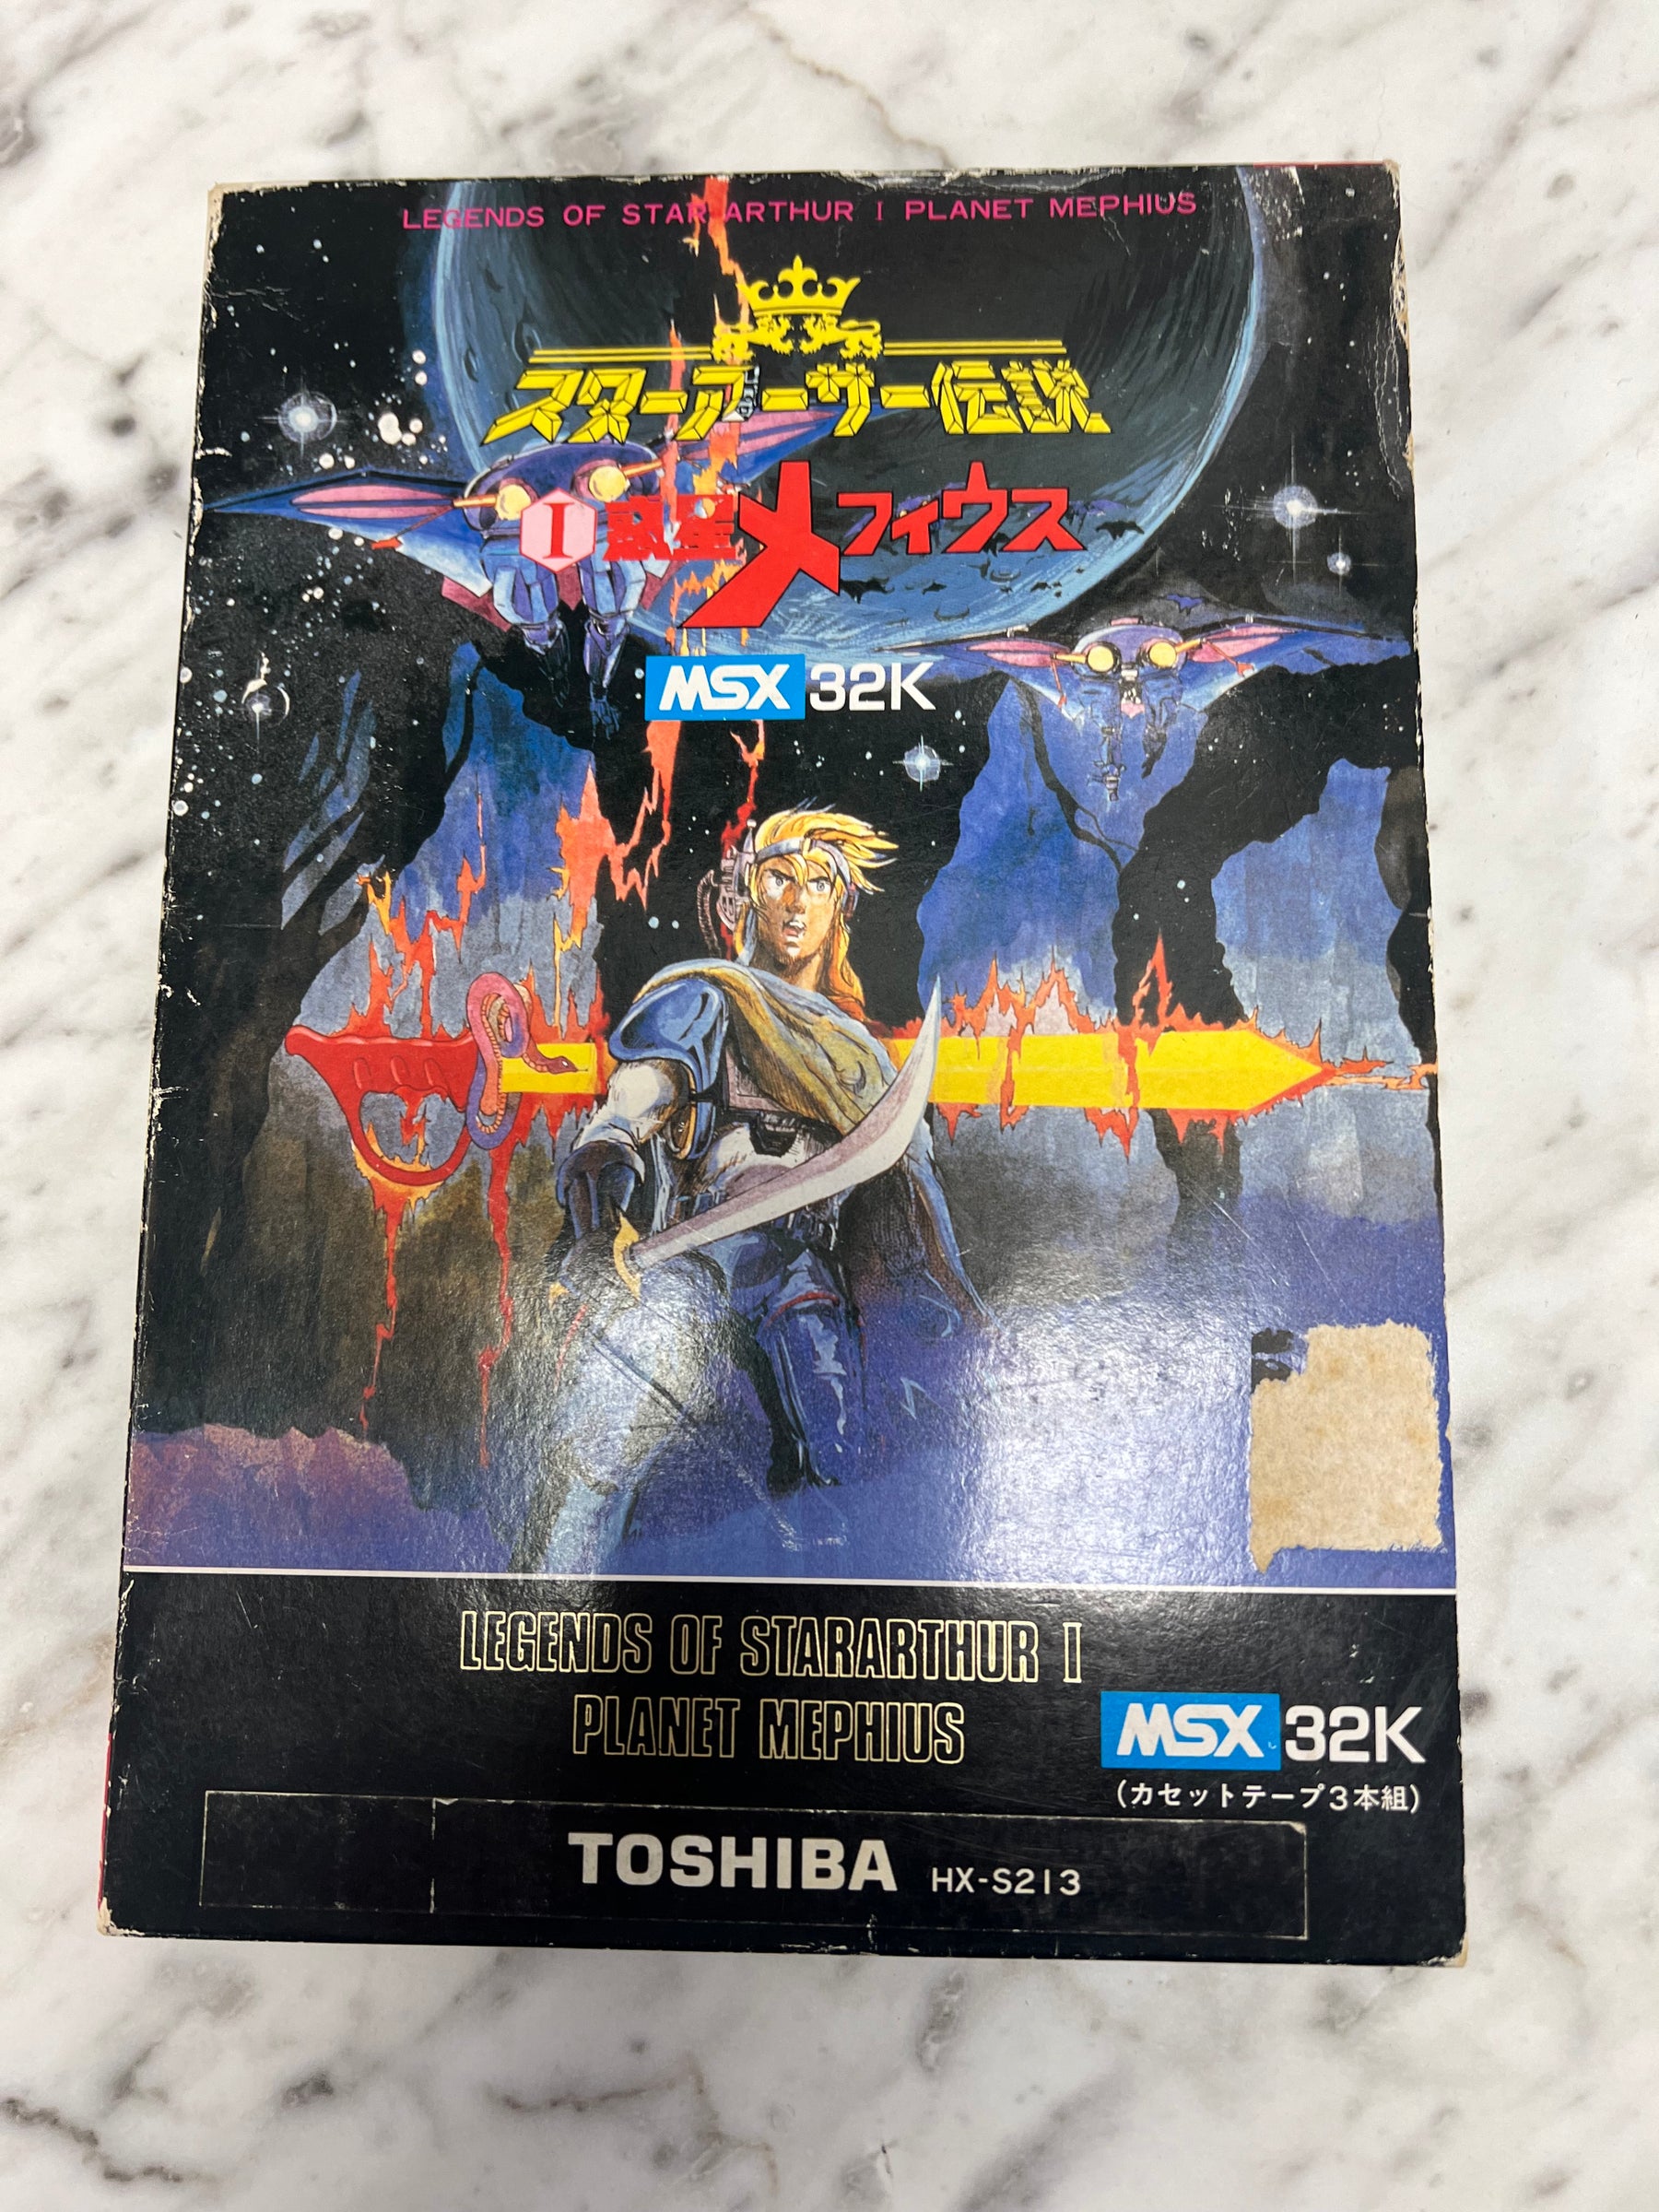 LEGENDS OF STAR ARTHUR I PLANET MEPHIUS
スターアーサー伝説
I 惑星メフィウス
MSX 32K
LEGENDS OF STARARTHUR I
PLANET MEPHIUS
MSX 32K
(カセットテープ3本組)
TOSHIBA HX-S213